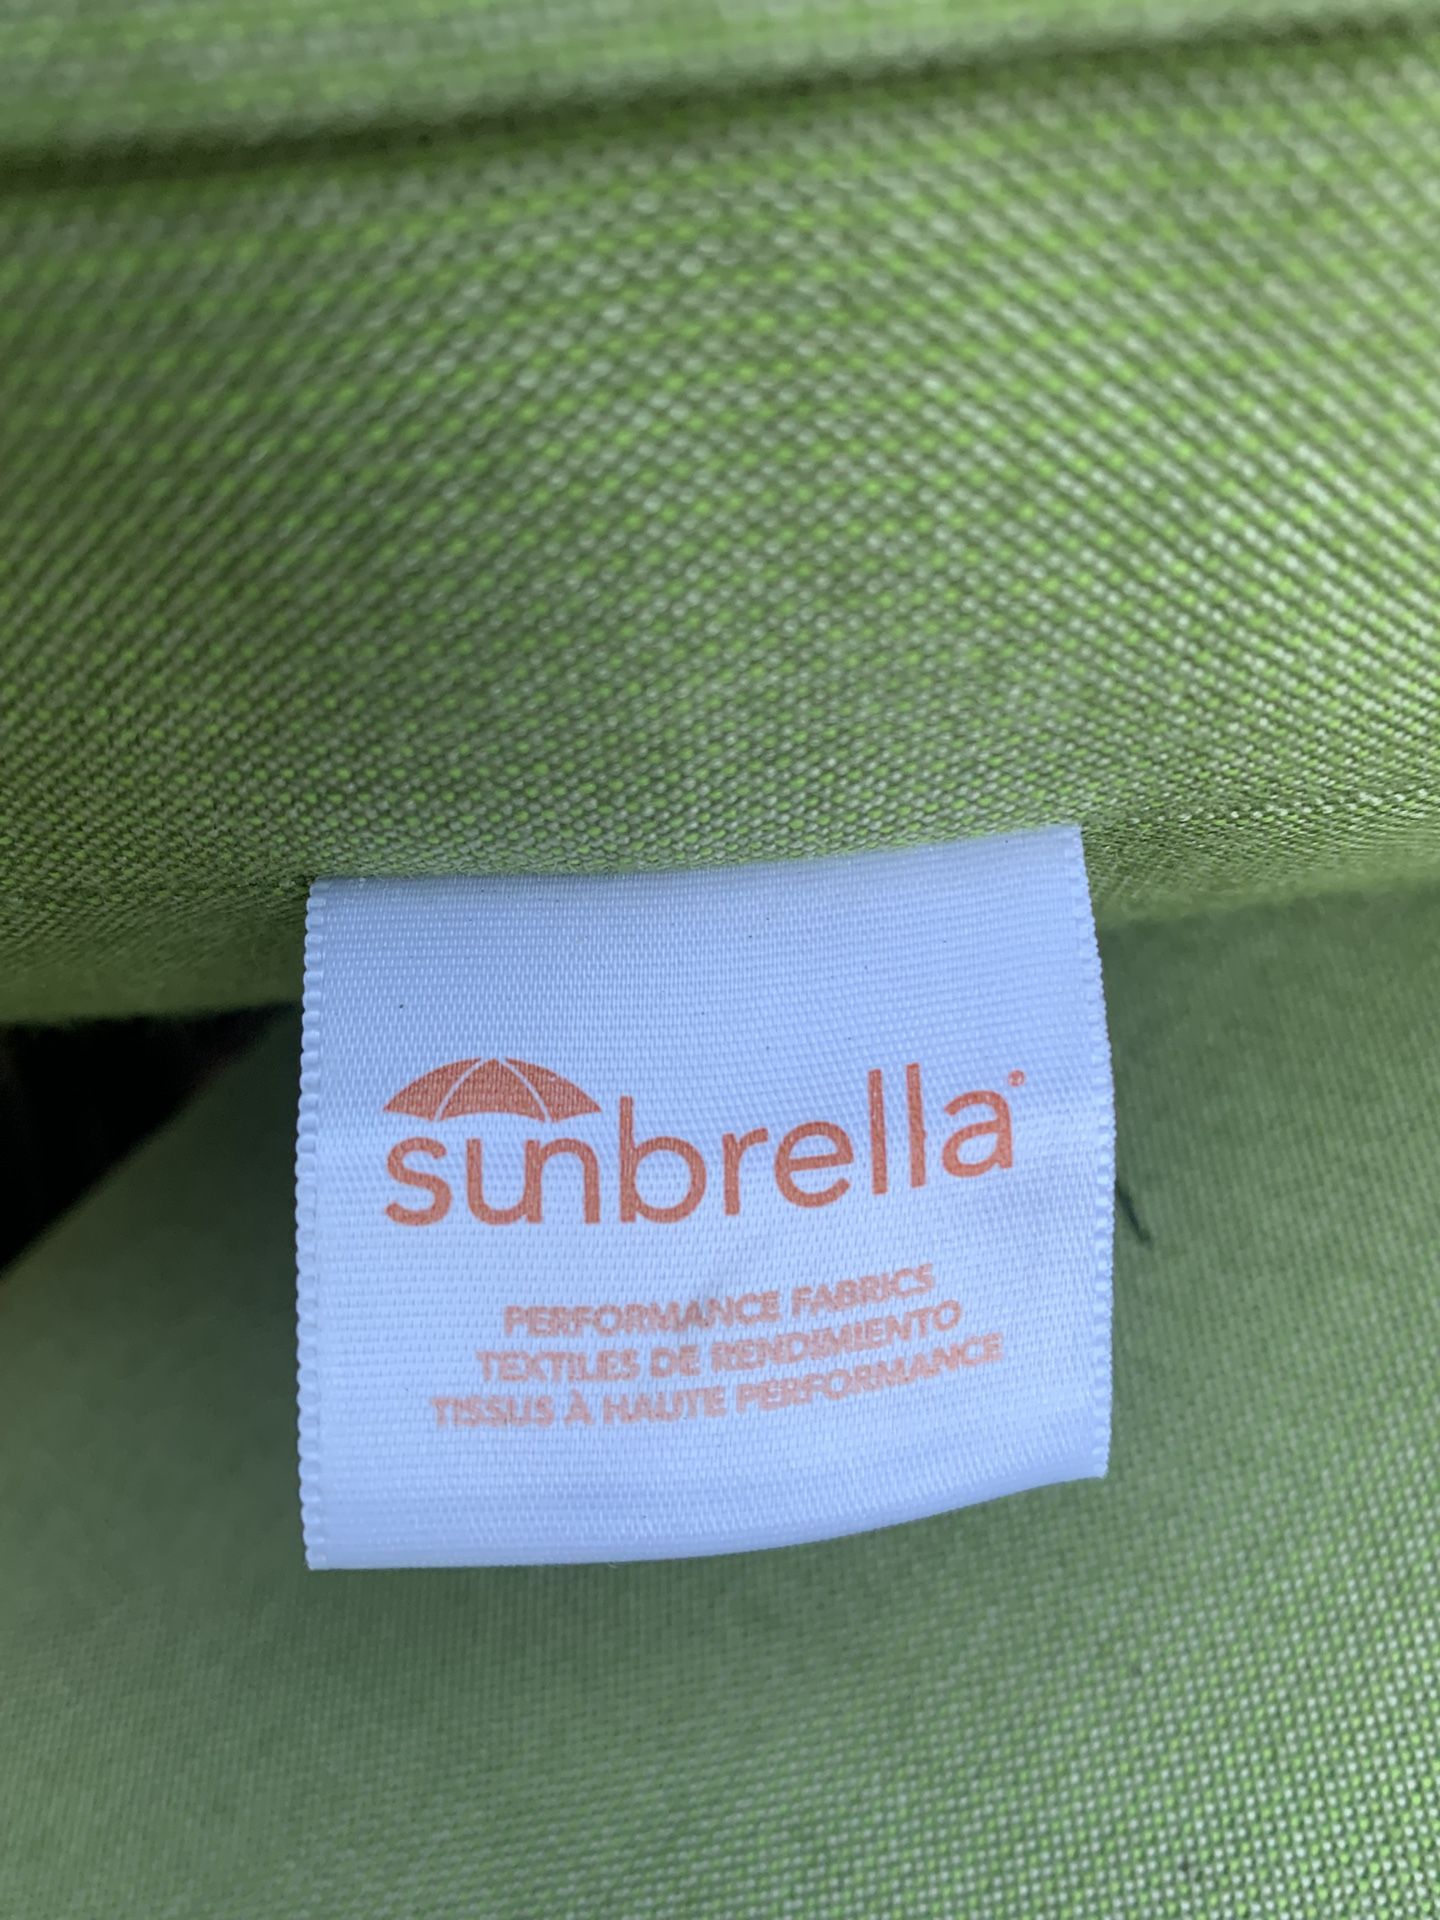 sunbrella®
PERFORMANCE FABRICS
TEXTILES DE RENDIMIENTO
TISSUS À HAUTE PERFORMANCE